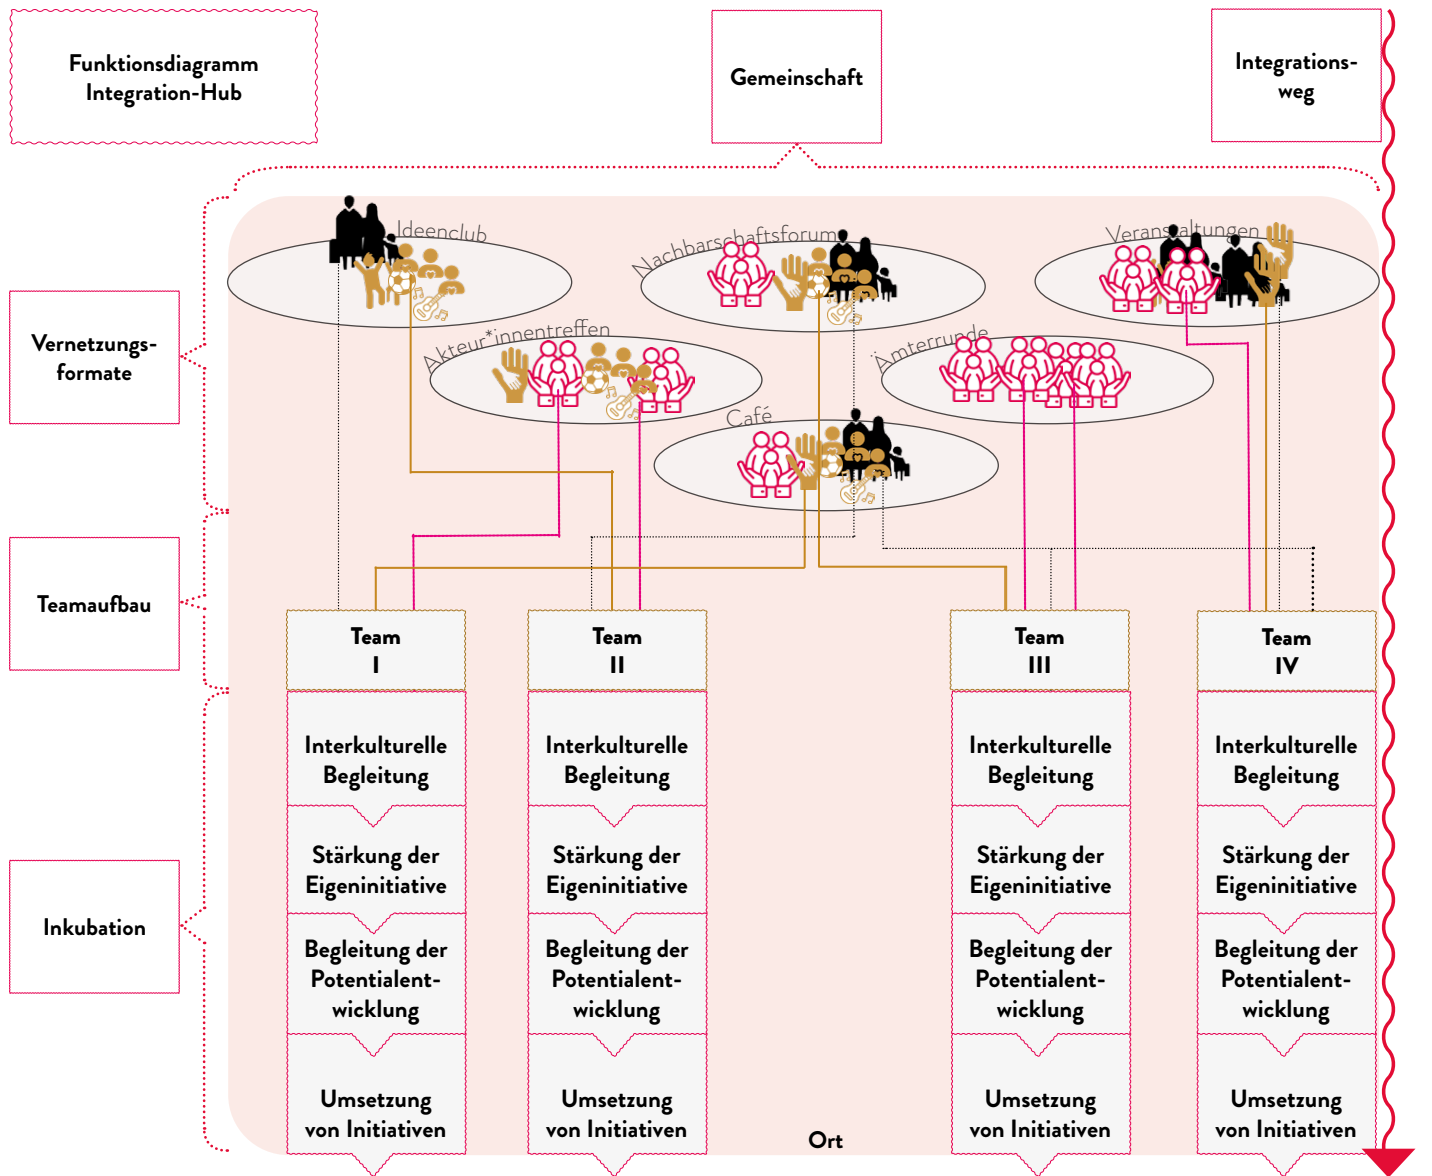 Funktionsdiagramm
Integration-Hub
Gemeinschaft
Integrations-
weg
Ideenclub
Nachbarschaftsforum
Veranstaltungen
Vernetzungs-
formate
Akteur*innentreffen
Ämterrunde
Café
Teamaufbau
Team
I
Team
II
Team
III
Team
IV
Inkubation
Interkulturelle
Begleitung
Interkulturelle
Begleitung
Interkulturelle
Begleitung
Interkulturelle
Begleitung
Stärkung der
Eigeninitiative
Stärkung der
Eigeninitiative
Stärkung der
Eigeninitiative
Stärkung der
Eigeninitiative
Begleitung der
Potentialent-
wicklung
Begleitung der
Potentialent-
wicklung
Begleitung der
Potentialent-
wicklung
Begleitung der
Potentialent-
wicklung
Umsetzung
von Initiativen
Umsetzung
von Initiativen
Ort
Umsetzung
von Initiativen
Umsetzung
von Initiativen